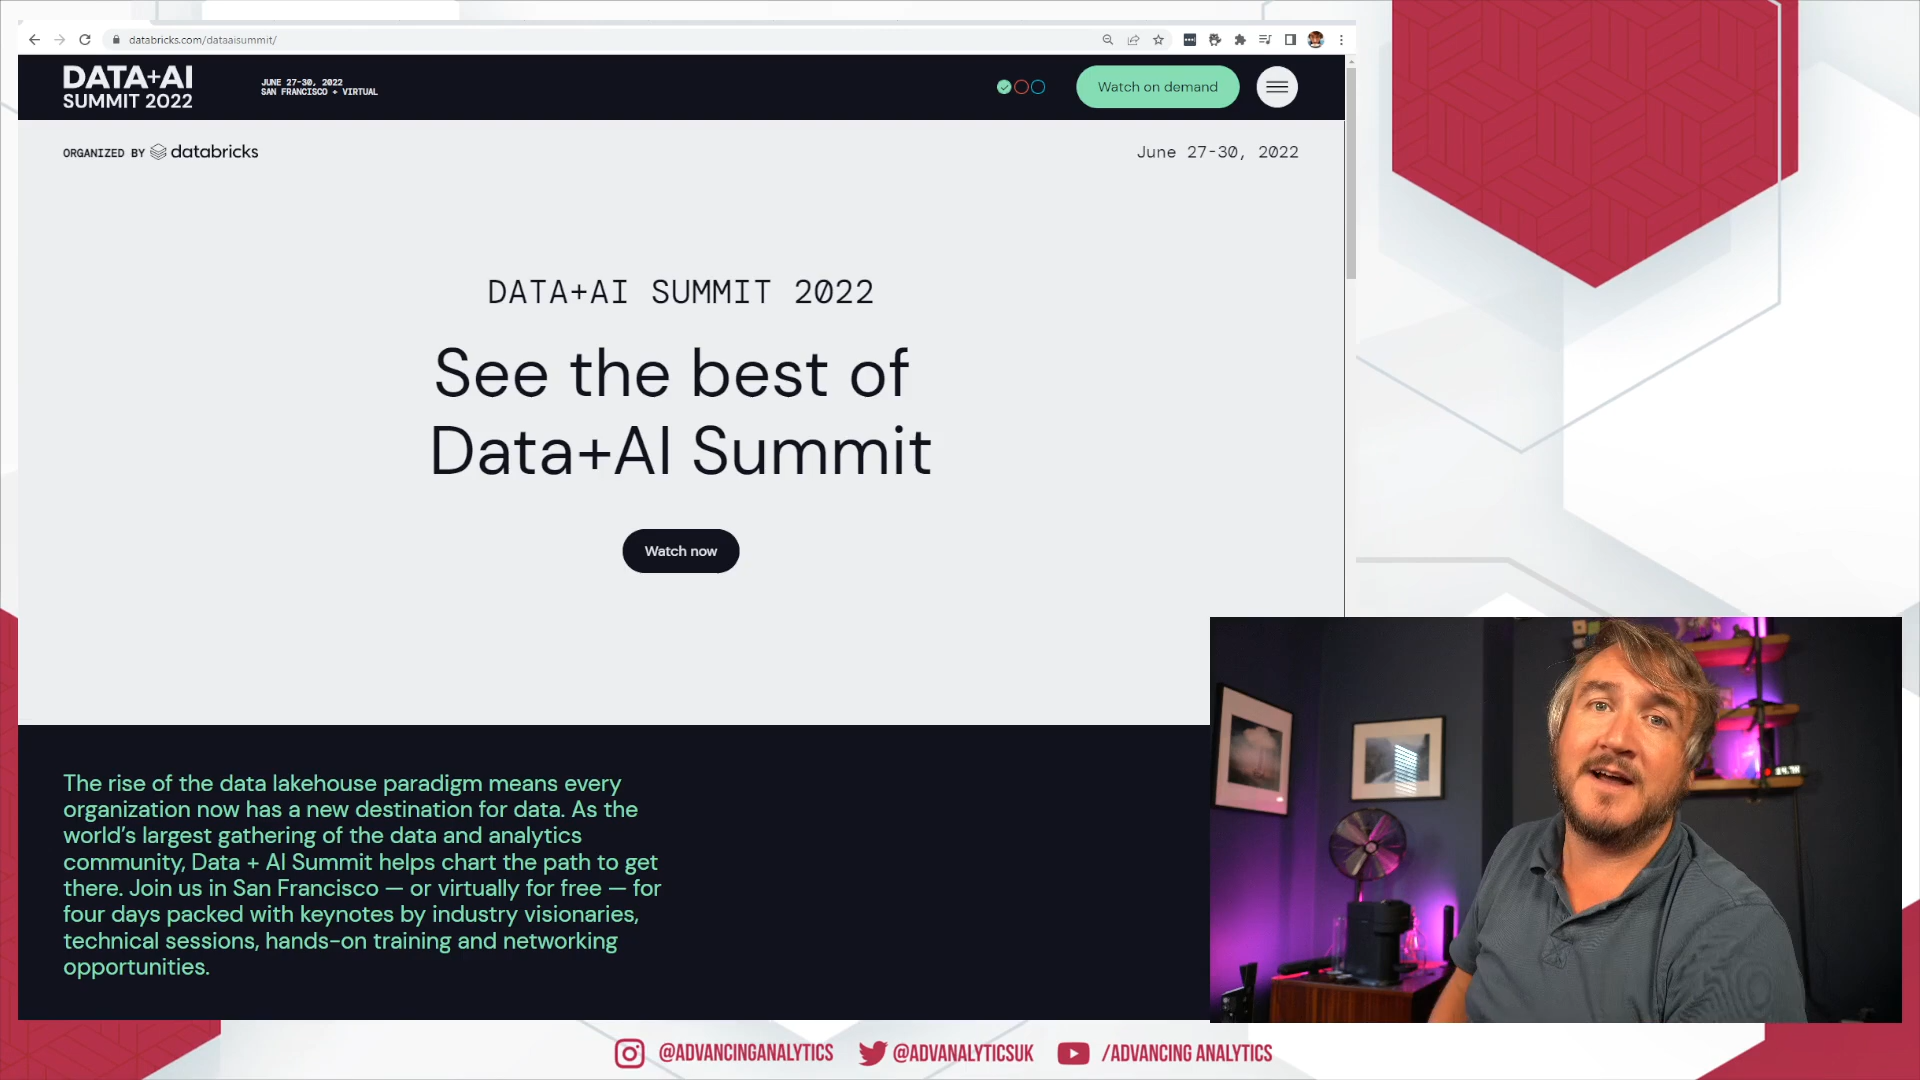 databricks.com/dataaisummit/
DATA+AI
SUMMIT 2022
JUNE 27-30, 2022
SAN FRANCISCO + VIRTUAL
Watch on demand
ORGANIZED BY databricks
June 27-30, 2022
DATA+AI SUMMIT 2022
See the best of
Data+AI Summit
Watch now
The rise of the data lakehouse paradigm means every
organization now has a new destination for data. As the
world's largest gathering of the data and analytics
community, Data + AI Summit helps chart the path to get
there. Join us in San Francisco — or virtually for free — for
four days packed with keynotes by industry visionaries,
technical sessions, hands-on training and networking
opportunities.
@ADVANCINGANALYTICS
@ADVANALYTICSUK
/ADVANCING ANALYTICS